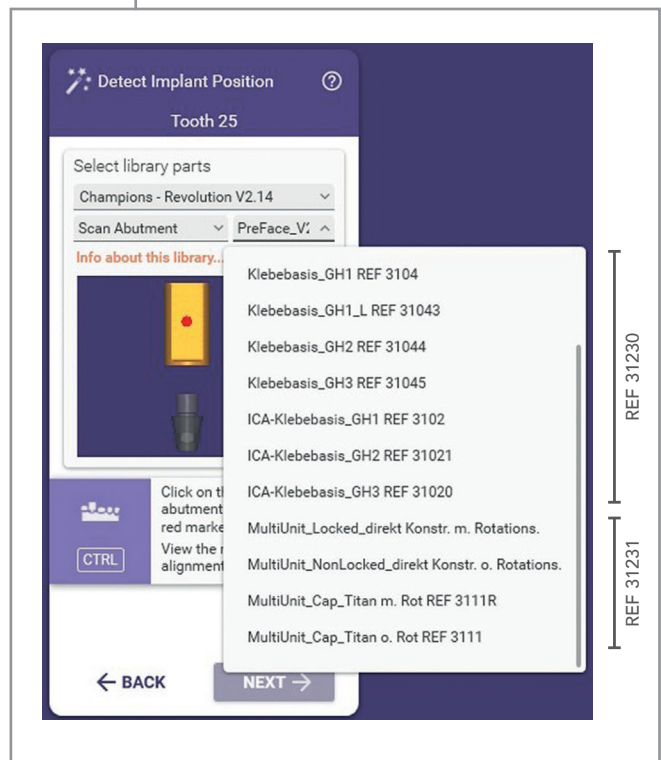 Detect Implant Position
Tooth 25
Select library parts
Champions - Revolution V2.14
Scan Abutment
PreFace_V
Info about this library...
Klebebasis_GH1 REF 3104
Klebebasis_GH1_L REF 31043
Klebebasis_GH2 REF 31044
Klebebasis_GH3 REF 31045
ICA-Klebebasis_GH1 REF 3102
ICA-Klebebasis_GH2 REF 31021
ICA-Klebebasis_GH3 REF 31020
MultiUnit_Locked_direkt Konstr. m. Rotations.
MultiUnit_NonLocked_direkt Konstr. o. Rotations.
MultiUnit_Cap_Titan m. Rot REF 3111R
MultiUnit_Cap_Titan o. Rot REF 3111
REF 31230
REF 31231
Click on
abutment
red marke
CTRL
View the
alignment
BACK
NEXT